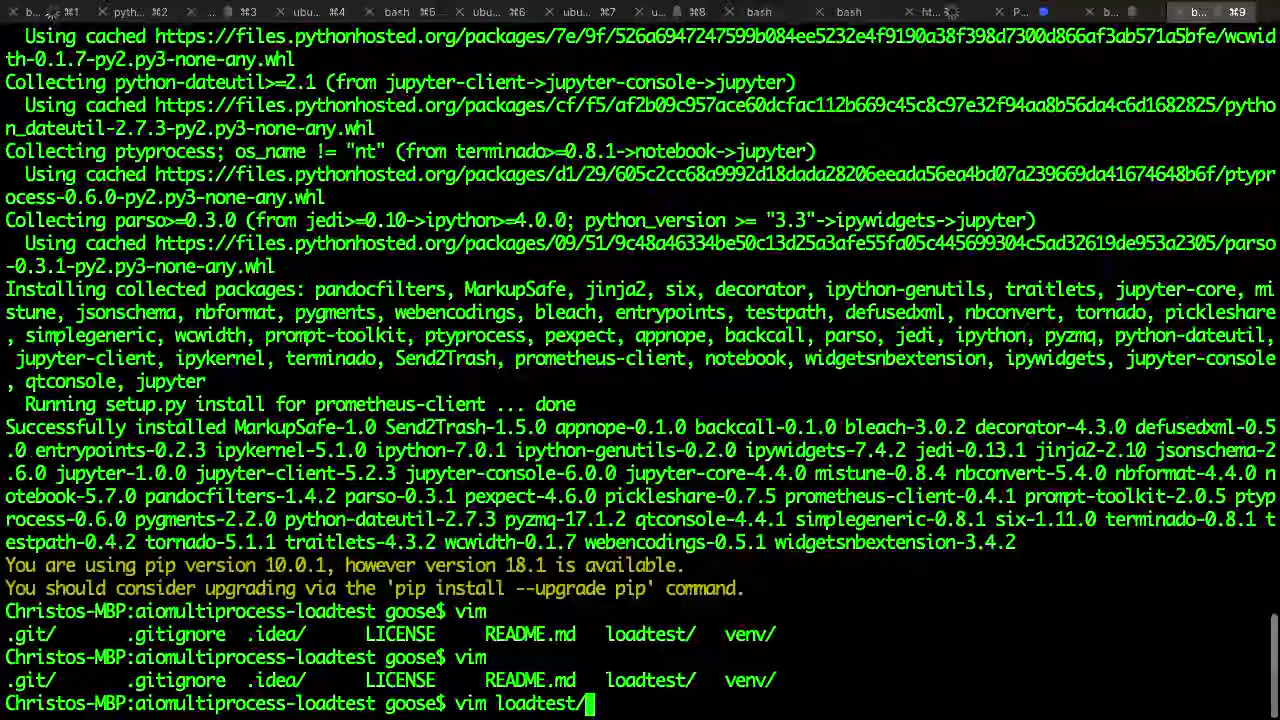 b... ⌘1 pyth... ⌘2 ... ⌘3 ubu... ⌘4 bash ⌘5 ubu... ⌘6 ubu... ⌘7 u... ⌘8 bash bash ht... P... b... b... ⌘9
Using cached https://files.pythonhosted.org/packages/7e/9f/526a6947247599b084ee5232e4f9190a38f398d7300d866af3ab571a5bfe/wcwid
th-0.1.7-py2.py3-none-any.whl
Collecting python-dateutil>=2.1 (from jupyter-client->jupyter-console->jupyter)
Using cached https://files.pythonhosted.org/packages/cf/f5/af2b09c957ace60dcfac112b669c45c8c97e32f94aa8b56da4c6d1682825/pytho
n_dateutil-2.7.3-py2.py3-none-any.whl
Collecting ptyprocess; os_name != "nt" (from terminado>=0.8.1->notebook->jupyter)
Using cached https://files.pythonhosted.org/packages/d1/29/605c2cc68a9992d18dada28206eeada56ea4bd07a239669da41674648b6f/ptypr
ocess-0.6.0-py2.py3-none-any.whl
Collecting parso>=0.3.0 (from jedi>=0.10->ipython>=4.0.0; python_version >= "3.3"->ipywidgets->jupyter)
Using cached https://files.pythonhosted.org/packages/09/51/9c48a46334be50c13d25a3afe55fa05c445699304c5ad32619de953a2305/parso
-0.3.1-py2.py3-none-any.whl
Installing collected packages: pandocfilters, MarkupSafe, jinja2, six, decorator, ipython-genutils, traitlets, jupyter-core, mi
stune, jsonschema, nbformat, pygments, webencodings, bleach, entrypoints, testpath, defusedxml, nbconvert, tornado, pickleshare
, simplegeneric, wcwidth, prompt-toolkit, ptyprocess, pexpect, appnope, backcall, parso, jedi, ipython, pyzmq, python-dateutil,
jupyter-client, ipykernel, terminado, Send2Trash, prometheus-client, notebook, widgetsnbextension, ipywidgets, jupyter-console
, qtconsole, jupyter
Running setup.py install for prometheus-client ... done
Successfully installed MarkupSafe-1.0 Send2Trash-1.5.0 appnope-0.1.0 backcall-0.1.0 bleach-3.0.2 decorator-4.3.0 defusedxml-0.5
.0 entrypoints-0.2.3 ipykernel-5.1.0 ipython-7.0.1 ipython-genutils-0.2.0 ipywidgets-7.4.2 jedi-0.13.1 jinja2-2.10 jsonschema-2
.6.0 jupyter-1.0.0 jupyter-client-5.2.3 jupyter-console-6.0.0 jupyter-core-4.4.0 mistune-0.8.4 nbconvert-5.4.0 nbformat-4.4.0 n
otebook-5.7.0 pandocfilters-1.4.2 parso-0.3.1 pexpect-4.6.0 pickleshare-0.7.5 prometheus-client-0.4.1 prompt-toolkit-2.0.5 ptyp
rocess-0.6.0 pygments-2.2.0 python-dateutil-2.7.3 pyzmq-17.1.2 qtconsole-4.4.1 simplegeneric-0.8.1 six-1.11.0 terminado-0.8.1 t
estpath-0.4.2 tornado-5.1.1 traitlets-4.3.2 wcwidth-0.1.7 webencodings-0.5.1 widgetsnbextension-3.4.2
You are using pip version 10.0.1, however version 18.1 is available.
You should consider upgrading via the 'pip install --upgrade pip' command.
Christos-MBP:aiomultiprocess-loadtest goose$ vim
.git/ .gitignore .idea/ LICENSE README.md loadtest/ venv/
Christos-MBP:aiomultiprocess-loadtest goose$ vim
.git/ .gitignore .idea/ LICENSE README.md loadtest/ venv/
Christos-MBP:aiomultiprocess-loadtest goose$ vim loadtest/